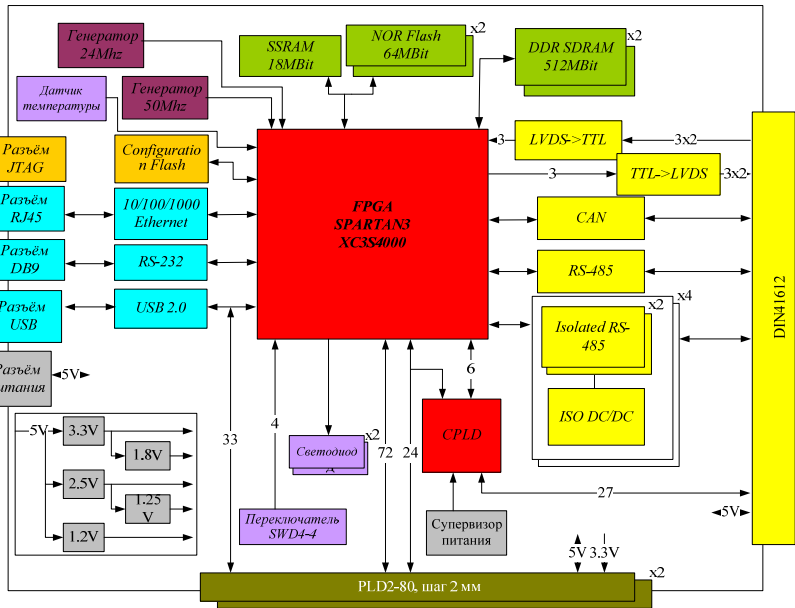 Генератор
24Mhz
SSRAM
18MBit
NOR Flash
64MBit
x2
DDR SDRAM
512MBit
x2
Датчик
температуры
Генератор
50Mhz
Разъём
JTAG
Configuratio
n Flash
FPGA
SPARTAN3
XC3S4000
3
LVDS->TTL
3x2
3
TTL->LVDS
3x2
Разъём
RJ45
10/100/1000
Ethernet
CAN
Разъём
DB9
RS-232
RS-485
Разъём
USB
USB 2.0
x4
x2
Isolated RS-
485
ISO DC/DC
DIN41612
Разъём
питания
5V
5V
3.3V
1.8V
2.5V
1.25
V
1.2V
33
4
Светодиод
x2
72
24
6
CPLD
27
5V
Переключатель
SWD4-4
Супервизор
питания
5V
3.3V
PLD2-80, шаг 2 мм
x2